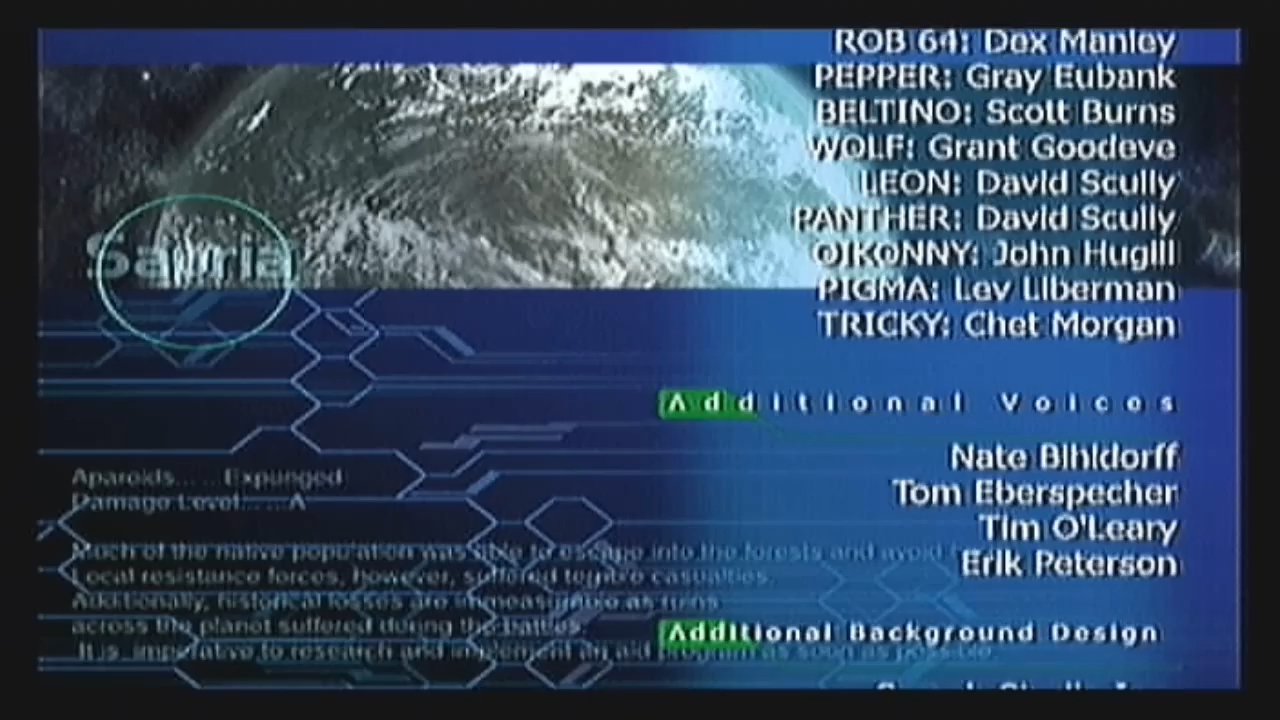 ROB 64: Dex Manley
PEPPER: Gray Eubank
BELTINO: Scott Burns
WOLF: Grant Goodeve
LEON: David Scully
PANTHER: David Scully
OIKONNY: John Hugill
PIGMA: Lev Liberman
TRICKY: Chet Morgan
Sauria
Additional Voices
Nate Bihldorff
Tom Eberspecher
Tim O'Leary
Erik Peterson
Aparoids.....Expunged
Damage Level.....A
Much of the native population was able to escape into the forests and avoid
Local resistance forces, however, suffered terrible casualties.
Additionally, historical losses are immeasurable as ruins
across the planet suffered during the battles.
It is imperative to research and implement an aid program as soon as possible.
Additional Background Design